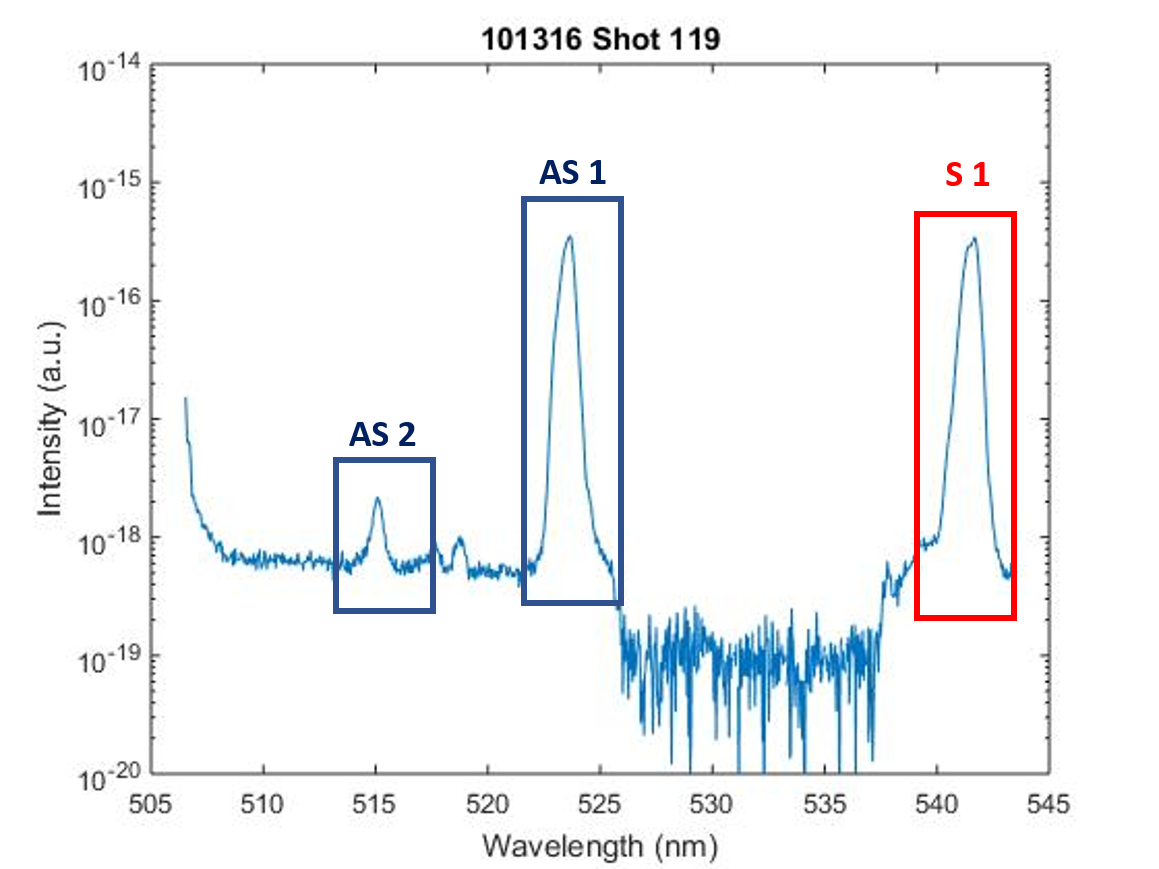 101316 Shot 119
10-14
10-15
10-16
10-17
10-18
10-19
10-20
Intensity (a.u.)
AS 2
AS 1
S 1
505 510 515 520 525 530 535 540 545
Wavelength (nm)